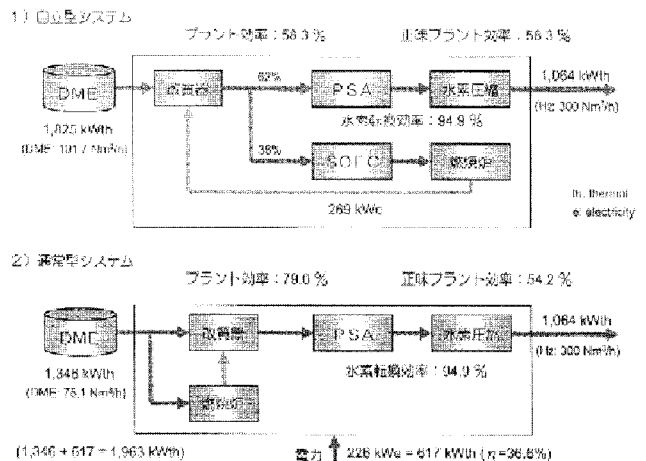 1) 自立型システム
プラント効率：58.3 %
正味プラント効率：58.3 %
DME
改質器
62%
PSA
水素圧縮
1,064 kWth
(H2: 300 Nm³/h)
1,825 kWth
(DME: 101.7 Nm³/h)
水素転換効率：94.9 %
38%
SOFC
燃焼炉
269 kWe
th: thermal
e: electricity
2) 通常型システム
プラント効率：79.0 %
正味プラント効率：54.2 %
DME
改質器
PSA
水素圧縮
1,064 kWth
(H2: 300 Nm³/h)
1,346 kWth
(DME: 75.1 Nm³/h)
水素転換効率：94.9 %
燃焼炉
(1,346 + 617 = 1,963 kWth)
電力
226 kWe = 617 kWth (η=36.6%)